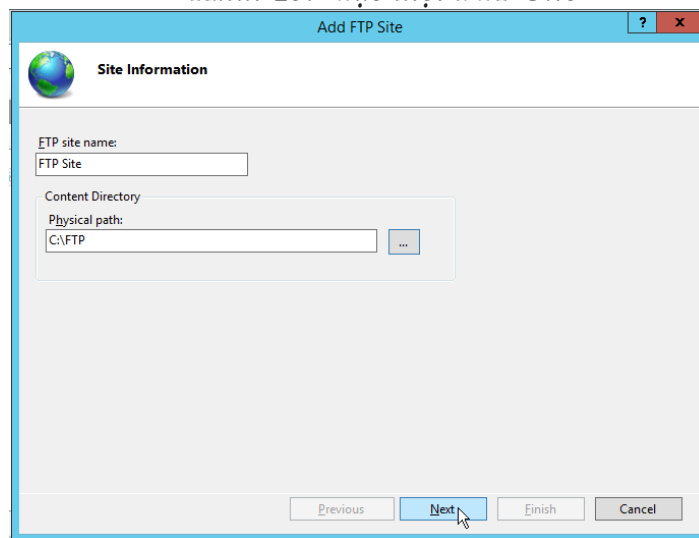 Add FTP Site
?
x
Site Information
FTP site name:
FTP Site
Content Directory
Physical path:
C:\FTP
...
Previous
Next
Finish
Cancel